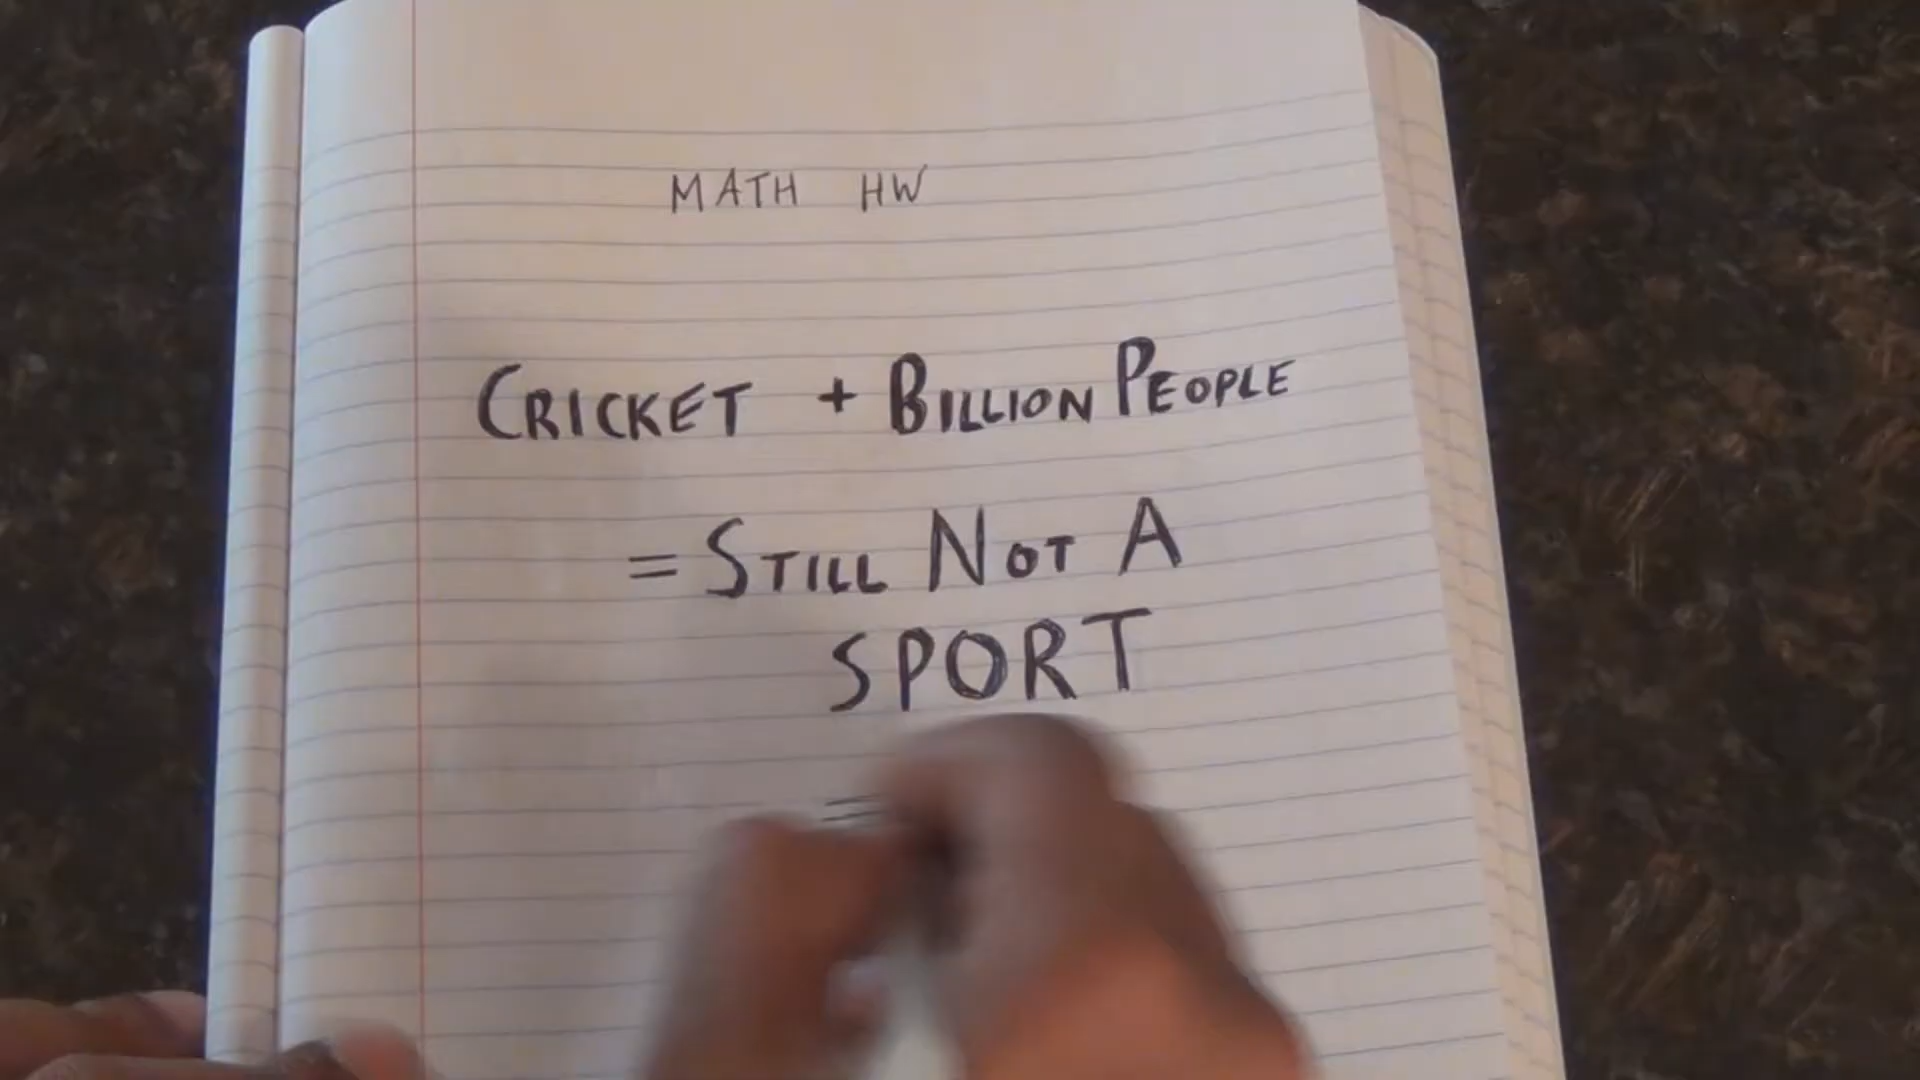 MATH HW
CRICKET + BILLION PEOPLE
= STILL NOT A
SPORT
=